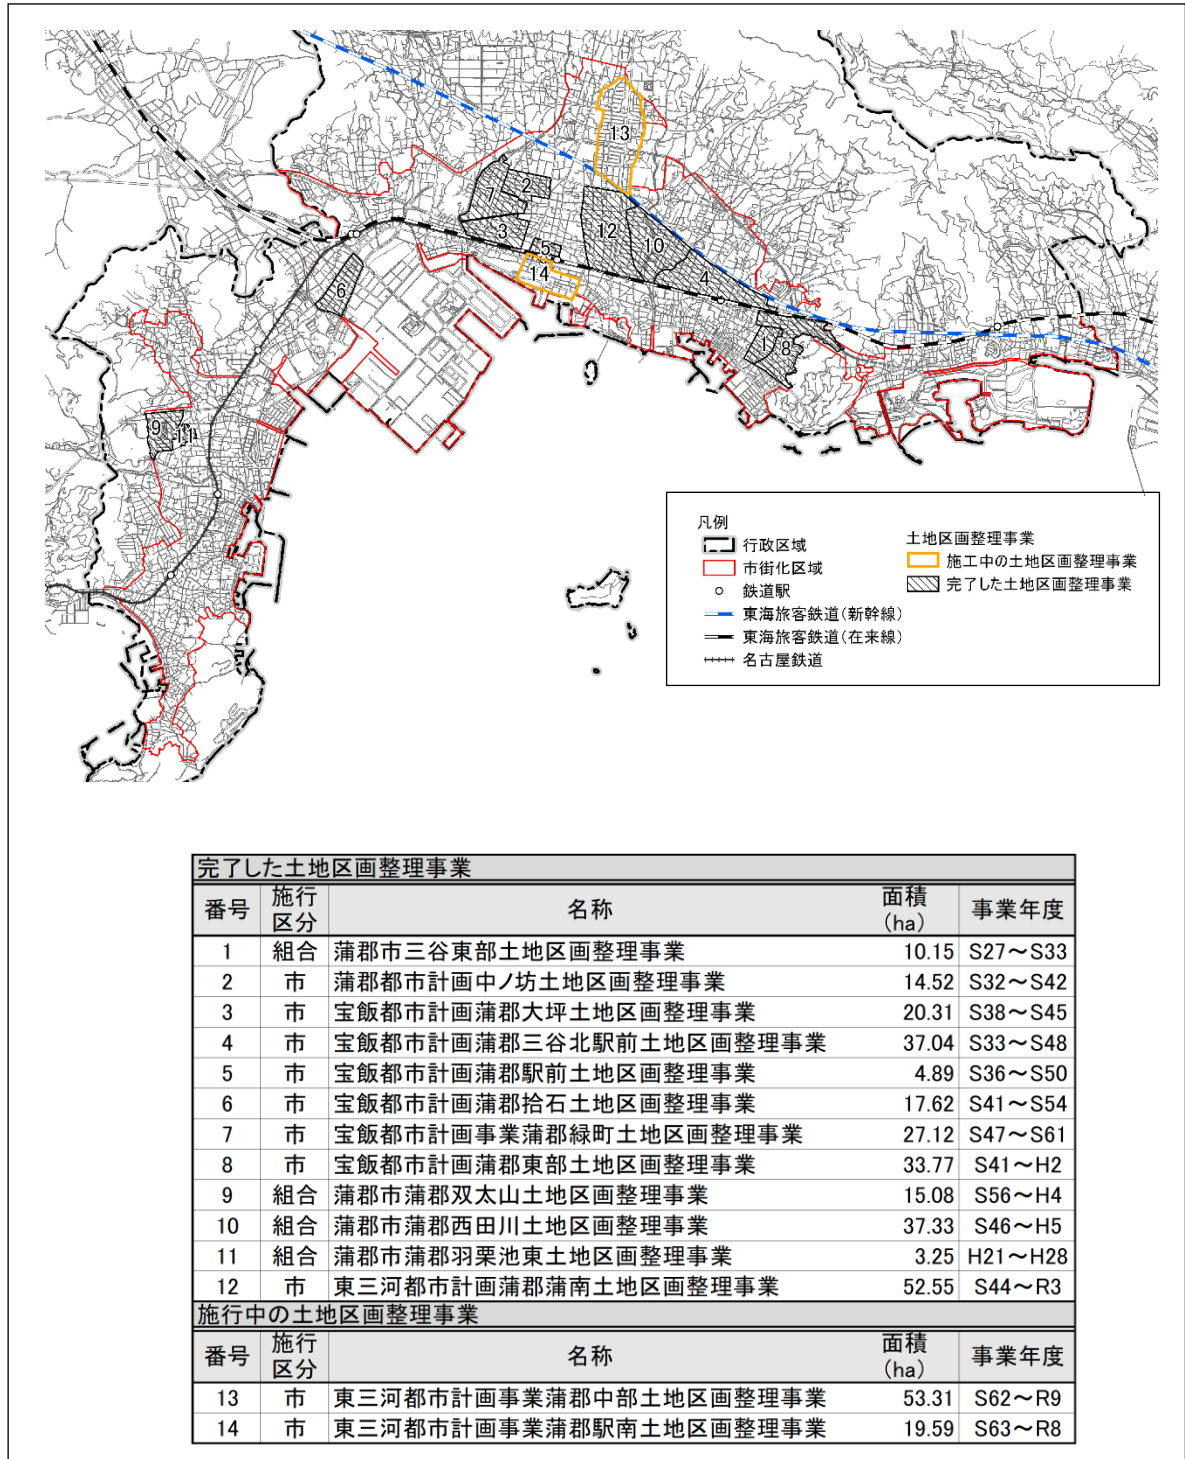 13
2
7
3
12
10
5
14
4
6
1
8
9
11
凡例
行政区域
市街化区域
鉄道駅
東海旅客鉄道(新幹線)
東海旅客鉄道(在来線)
名古屋鉄道
土地区画整理事業
施工中の土地区画整理事業
完了した土地区画整理事業
完了した土地区画整理事業
番号 施行区分 名称 面積(ha) 事業年度
1 組合 蒲郡市三谷東部土地区画整理事業 10.15 S27～S33
2 市 蒲郡都市計画中ノ坊土地区画整理事業 14.52 S32～S42
3 市 宝飯都市計画蒲郡大坪土地区画整理事業 20.31 S38～S45
4 市 宝飯都市計画蒲郡三谷北駅前土地区画整理事業 37.04 S33～S48
5 市 宝飯都市計画蒲郡駅前土地区画整理事業 4.89 S36～S50
6 市 宝飯都市計画蒲郡拾石土地区画整理事業 17.62 S41～S54
7 市 宝飯都市計画事業蒲郡緑町土地区画整理事業 27.12 S47～S61
8 市 宝飯都市計画蒲郡東部土地区画整理事業 33.77 S41～H2
9 組合 蒲郡市蒲郡双太山土地区画整理事業 15.08 S56～H4
10 組合 蒲郡市蒲郡西田川土地区画整理事業 37.33 S46～H5
11 組合 蒲郡市蒲郡羽栗池東土地区画整理事業 3.25 H21～H28
12 市 東三河都市計画蒲郡蒲南土地区画整理事業 52.55 S44～R3
施行中の土地区画整理事業
番号 施行区分 名称 面積(ha) 事業年度
13 市 東三河都市計画事業蒲郡中部土地区画整理事業 53.31 S62～R9
14 市 東三河都市計画事業蒲郡駅南土地区画整理事業 19.59 S63～R8